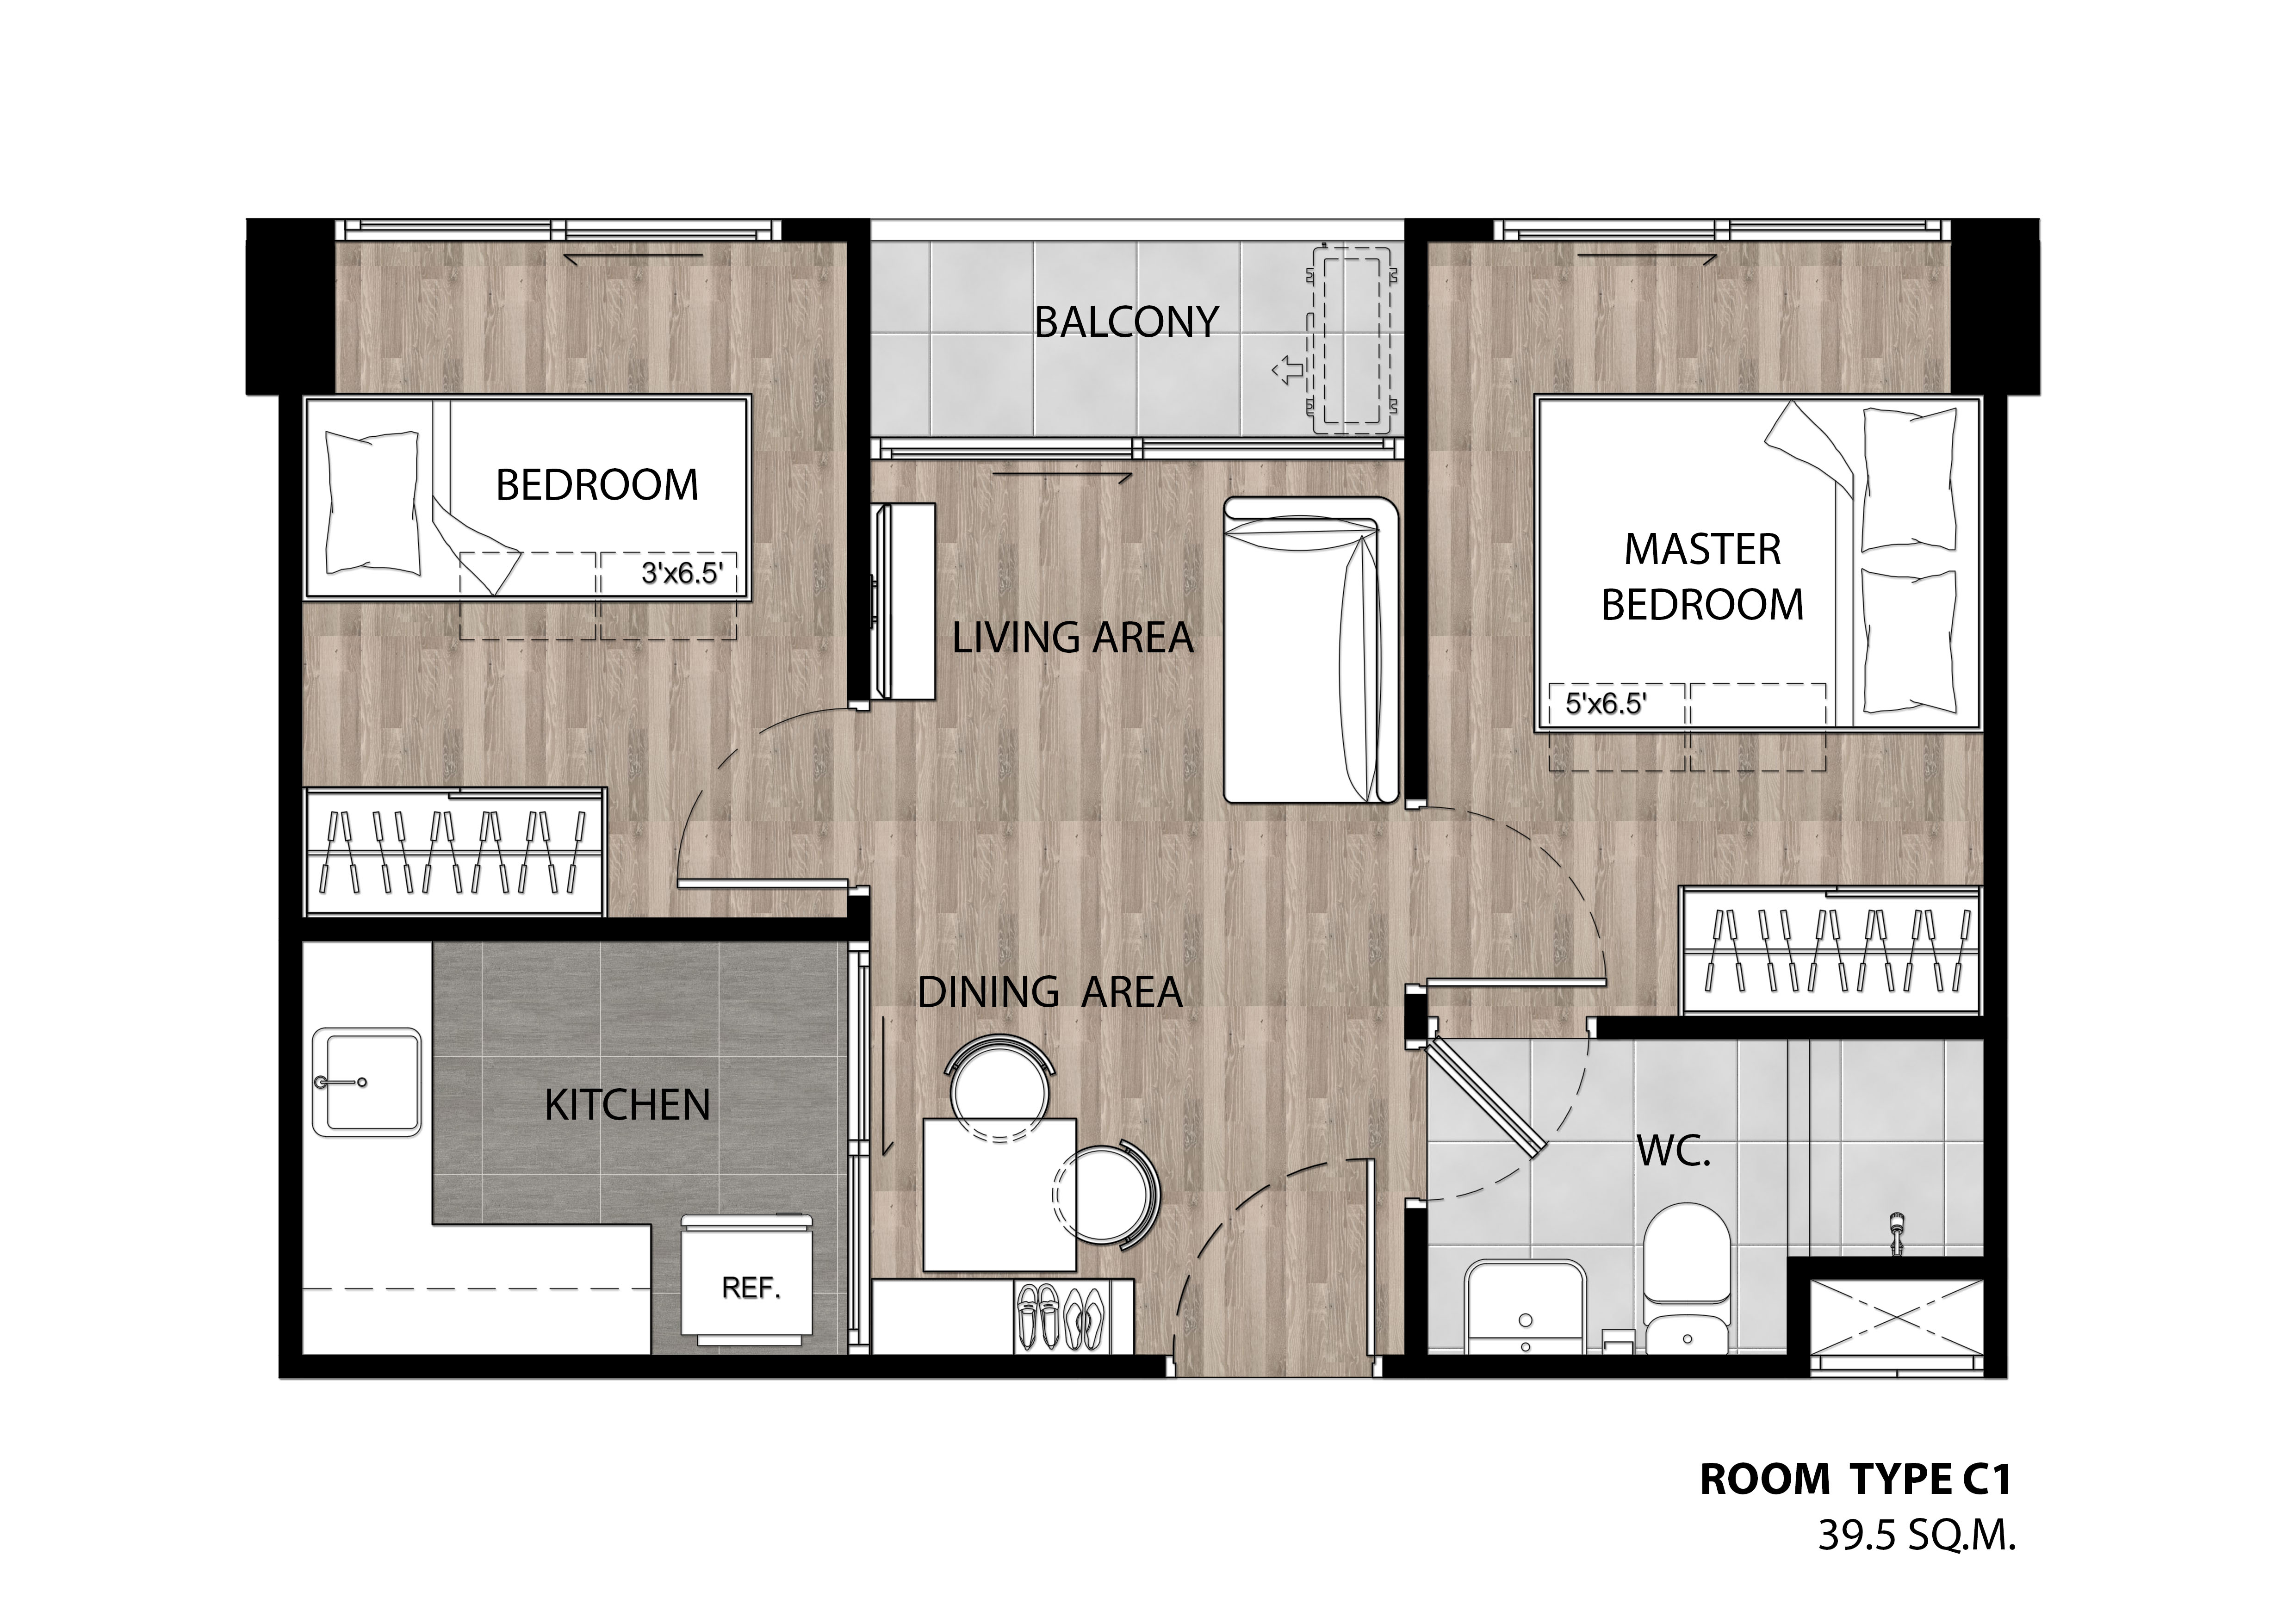 BALCONY
BEDROOM
3'x6.5'
LIVING AREA
MASTER
BEDROOM
5'x6.5'
DINING AREA
KITCHEN
WC.
REF.
ROOM TYPE C1
39.5 SQ.M.